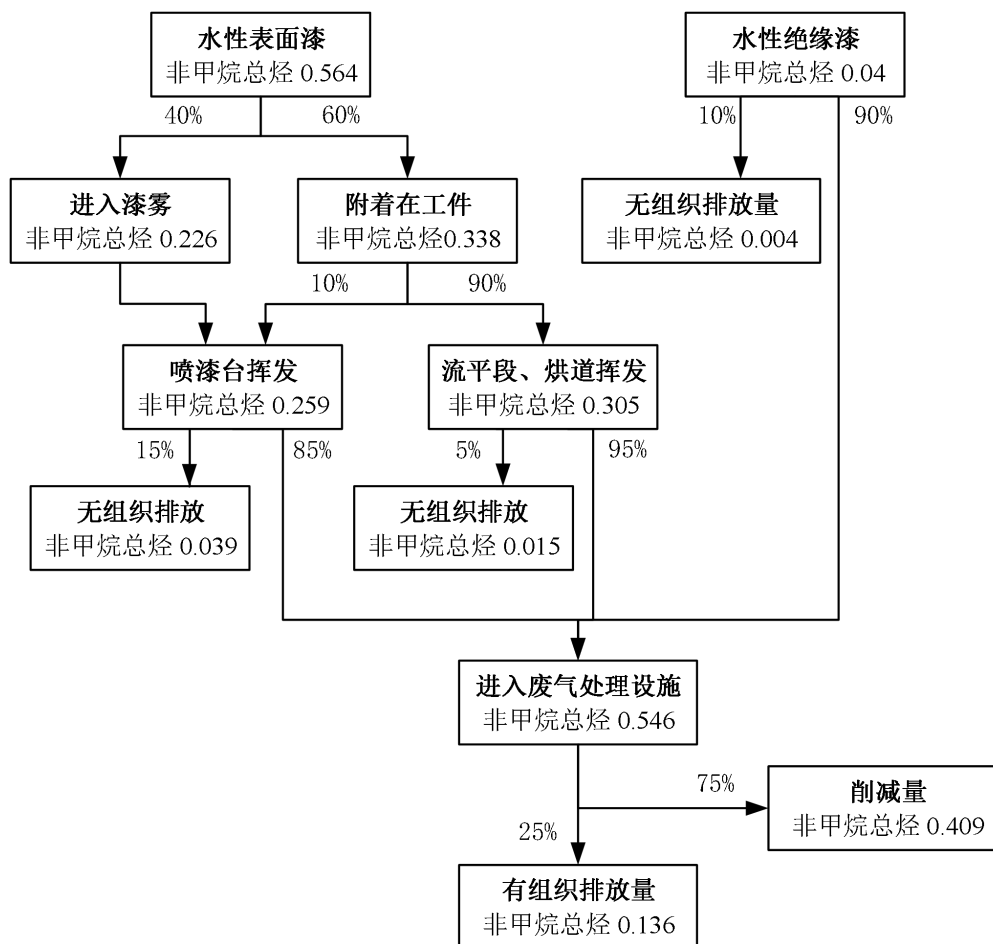 水性表面漆
非甲烷总烃 0.564
水性绝缘漆
非甲烷总烃 0.04
40%
60%
10%
90%
进入漆雾
非甲烷总烃 0.226
附着在工件
非甲烷总烃0.338
无组织排放量
非甲烷总烃 0.004
10%
90%
喷漆台挥发
非甲烷总烃 0.259
流平段、烘道挥发
非甲烷总烃 0.305
15%
85%
5%
95%
无组织排放
非甲烷总烃 0.039
无组织排放
非甲烷总烃 0.015
进入废气处理设施
非甲烷总烃 0.546
75%
削减量
非甲烷总烃 0.409
25%
有组织排放量
非甲烷总烃 0.136